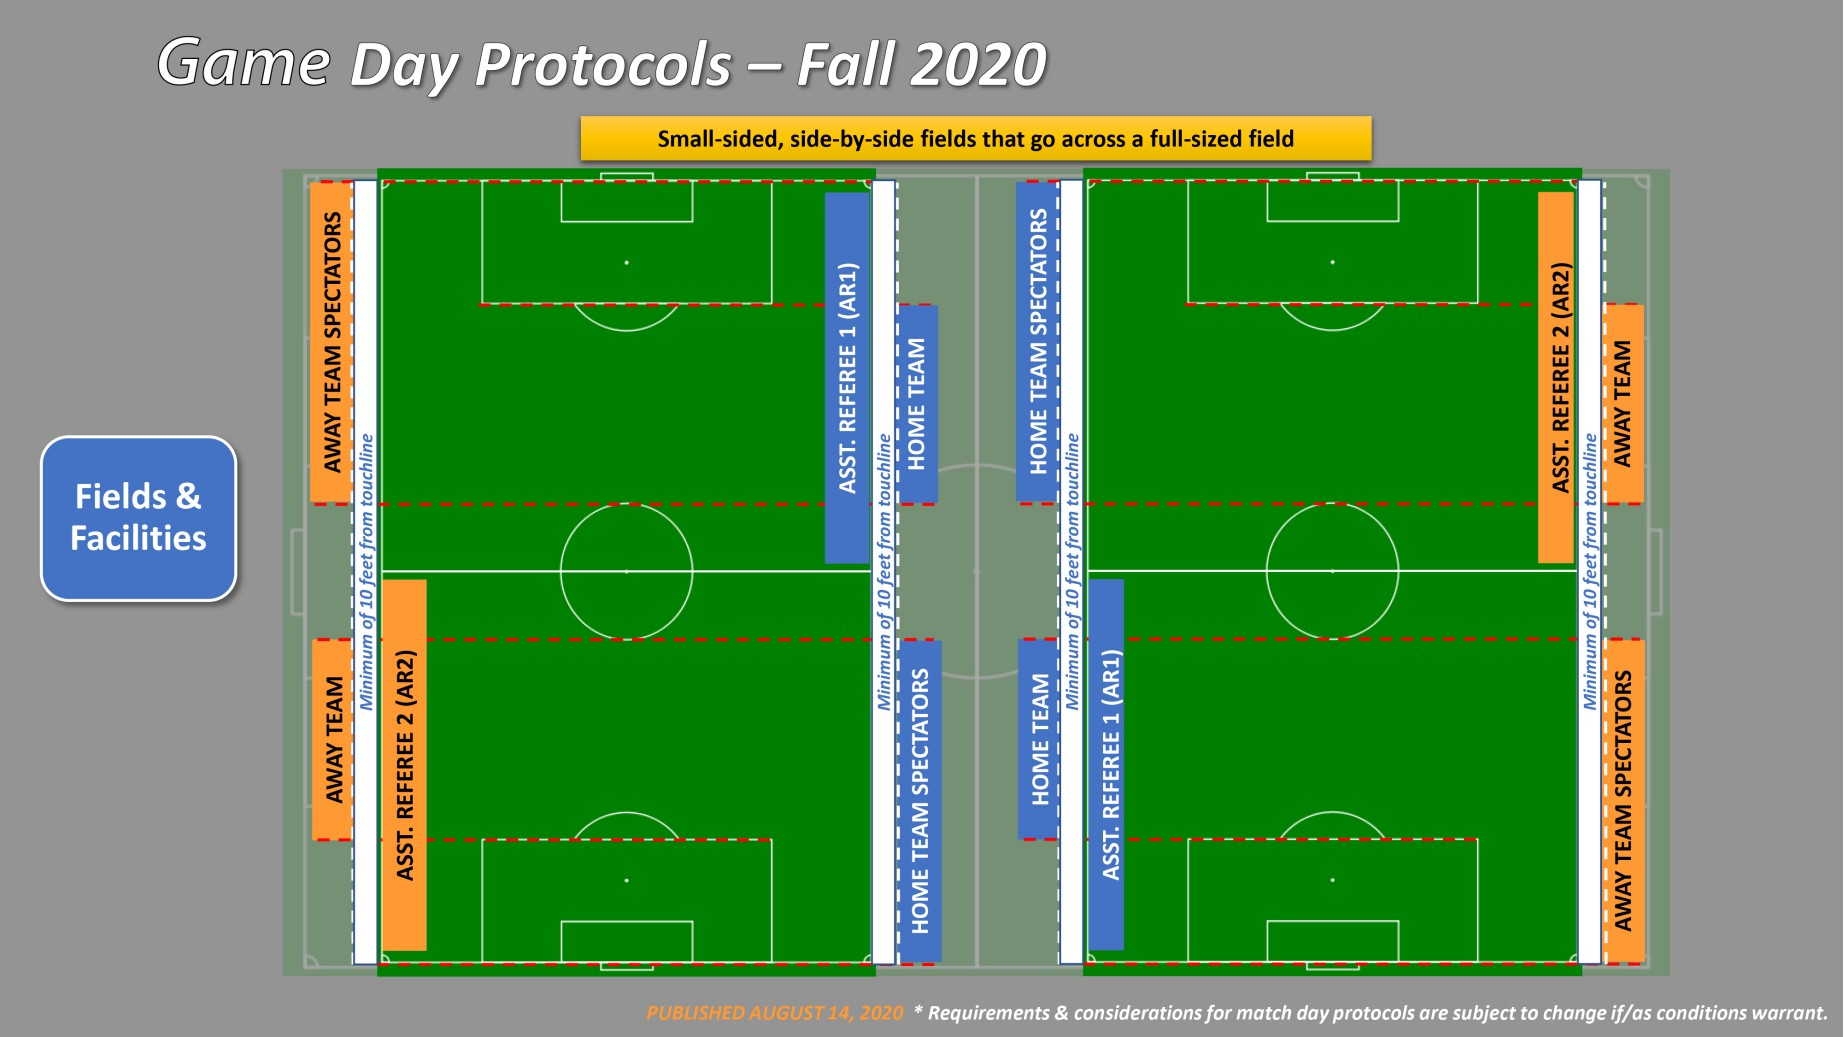 Game Day Protocols – Fall 2020
Small-sided, side-by-side fields that go across a full-sized field
Fields &
Facilities
AWAY TEAM SPECTATORS
Minimum of 10 feet from touchline
ASST. REFEREE 1 (AR1)
Minimum of 10 feet from touchline
HOME TEAM
AWAY TEAM
ASST. REFEREE 2 (AR2)
HOME TEAM SPECTATORS
HOME TEAM SPECTATORS
Minimum of 10 feet from touchline
ASST. REFEREE 2 (AR2)
Minimum of 10 feet from touchline
AWAY TEAM
HOME TEAM
ASST. REFEREE 1 (AR1)
AWAY TEAM SPECTATORS
PUBLISHED AUGUST 14, 2020 * Requirements & considerations for match day protocols are subject to change if/as conditions warrant.